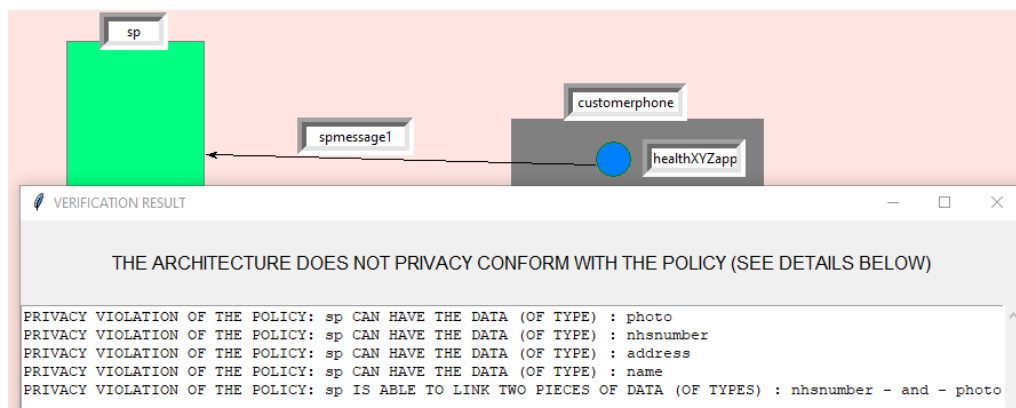 sp
customerphone
spmessage1
healthXYZapp
VERIFICATION RESULT
THE ARCHITECTURE DOES NOT PRIVACY CONFORM WITH THE POLICY (SEE DETAILS BELOW)
PRIVACY VIOLATION OF THE POLICY: sp CAN HAVE THE DATA (OF TYPE) : photo
PRIVACY VIOLATION OF THE POLICY: sp CAN HAVE THE DATA (OF TYPE) : nhsnumber
PRIVACY VIOLATION OF THE POLICY: sp CAN HAVE THE DATA (OF TYPE) : address
PRIVACY VIOLATION OF THE POLICY: sp CAN HAVE THE DATA (OF TYPE) : name
PRIVACY VIOLATION OF THE POLICY: sp IS ABLE TO LINK TWO PIECES OF DATA (OF TYPES) : nhsnumber - and - photo